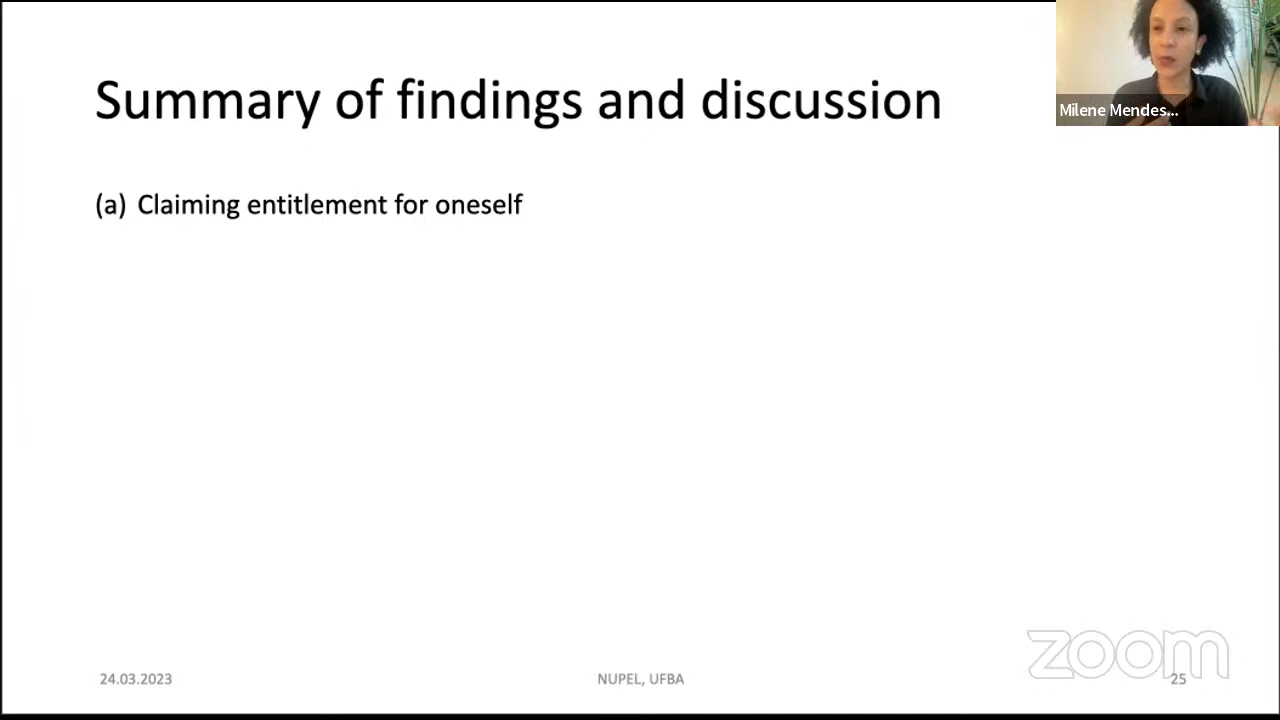 Summary of findings and discussion
Milene Mendes...
(a) Claiming entitlement for oneself
zoom
24.03.2023
NUPEL, UFBA
25